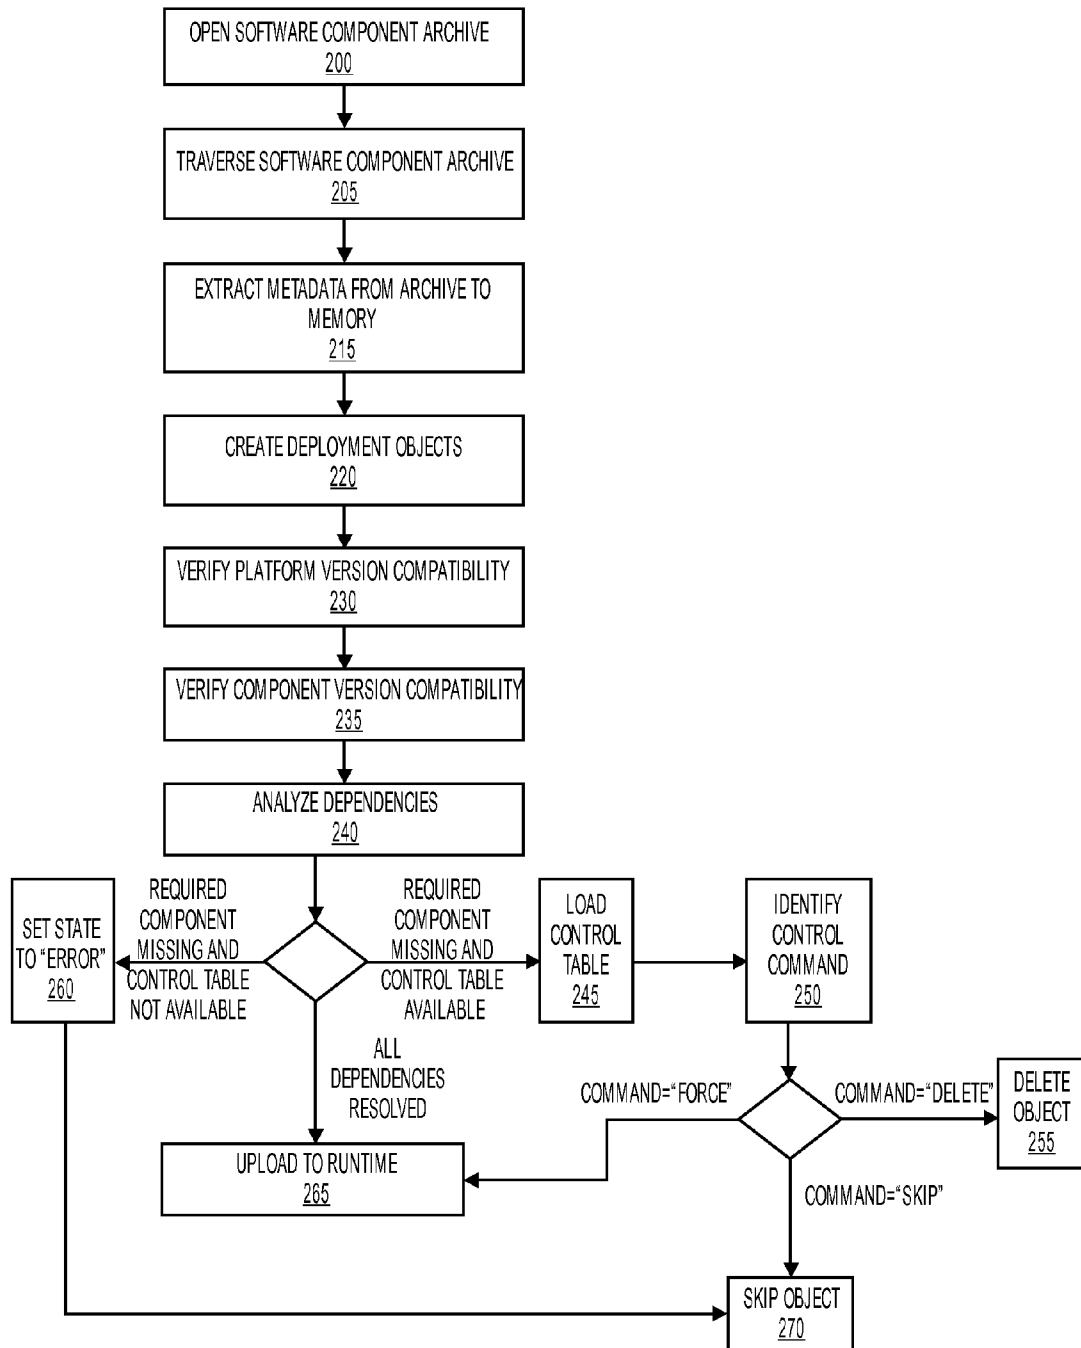 OPEN SOFTWARE COMPONENT ARCHIVE
200
TRAVERSE SOFTWARE COMPONENT ARCHIVE
205
EXTRACT METADATA FROM ARCHIVE TO
MEMORY
215
CREATE DEPLOYMENT OBJECTS
220
VERIFY PLATFORM VERSION COMPATIBILITY
230
VERIFY COMPONENT VERSION COMPATIBILITY
235
ANALYZE DEPENDENCIES
240
SET STATE
TO “ERROR”
260
REQUIRED
COMPONENT
MISSING AND
CONTROL TABLE
NOT AVAILABLE
REQUIRED
COMPONENT
MISSING AND
CONTROL TABLE
AVAILABLE
LOAD
CONTROL
TABLE
245
IDENTIFY
CONTROL
COMMAND
250
ALL
DEPENDENCIES
RESOLVED
COMMAND=“FORCE”
COMMAND=“DELETE”
DELETE
OBJECT
255
UPLOAD TO RUNTIME
265
COMMAND=“SKIP”
SKIP OBJECT
270